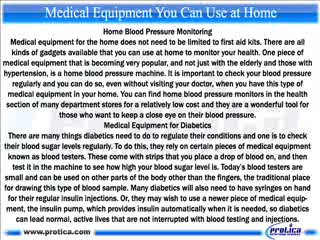 Medical Equipment You Can Use at Home
Home Blood Pressure Monitoring
Medical equipment for the home does not need to be limited to first aid kits. There are all
kinds of gadgets available that you can use at home to monitor your health. One piece of
medical equipment that is becoming very popular, and not just with the elderly and those with
hypertension, is a home blood pressure machine. It is important to check your blood pressure
regularly and you can do so, even without visiting your doctor, when you have this type of
medical equipment in your home. You can find home blood pressure monitors in the health
section of many department stores for a relatively low cost and they are a wonderful tool for
those who want to keep a close eye on their blood pressure.
Medical Equipment for Diabetics
There are many things diabetics need to do to regulate their conditions and one is to check
their blood sugar levels regularly. To do this, they rely on certain pieces of medical equipment
known as blood testers. These come with strips that you place a drop of blood on, and then
test it in the machine to see how high your blood sugar level is. Today's blood testers are
small and can be used on other parts of the body other than the fingers, the traditional place
for drawing this type of blood sample. Many diabetics will also need to have syringes on hand
for their regular insulin injections. Or, they may wish to use a newer piece of medical
equipment, the insulin pump, which provides insulin automatically when it is needed, so diabetics
can lead normal, active lives that are not interrupted with blood testing and injections.
www.protica.com
Protica